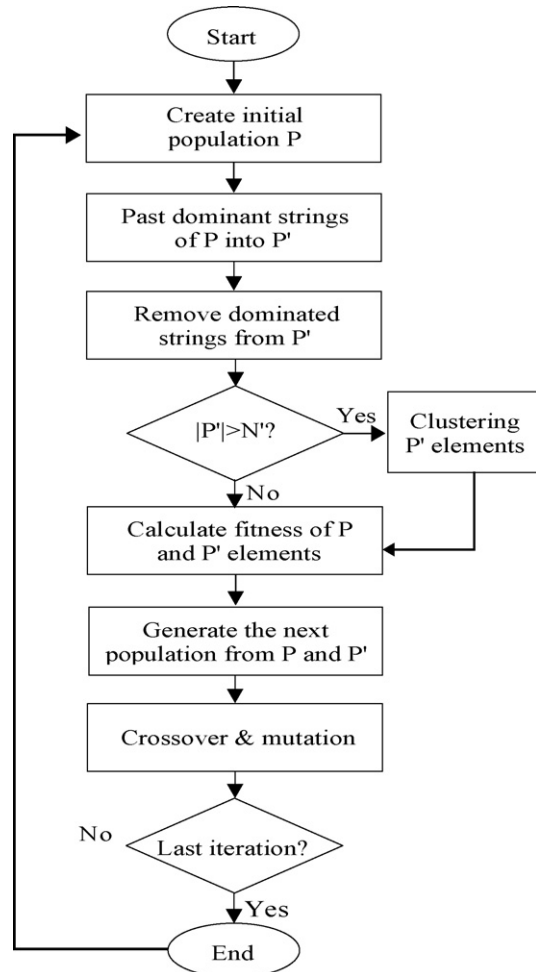 Start
Create initial
population P
Past dominant strings
of P into P'
Remove dominated
strings from P'
|P'|>N'?
Yes
Clustering
P' elements
No
Calculate fitness of P
and P' elements
Generate the next
population from P and P'
Crossover & mutation
No
Last iteration?
Yes
End